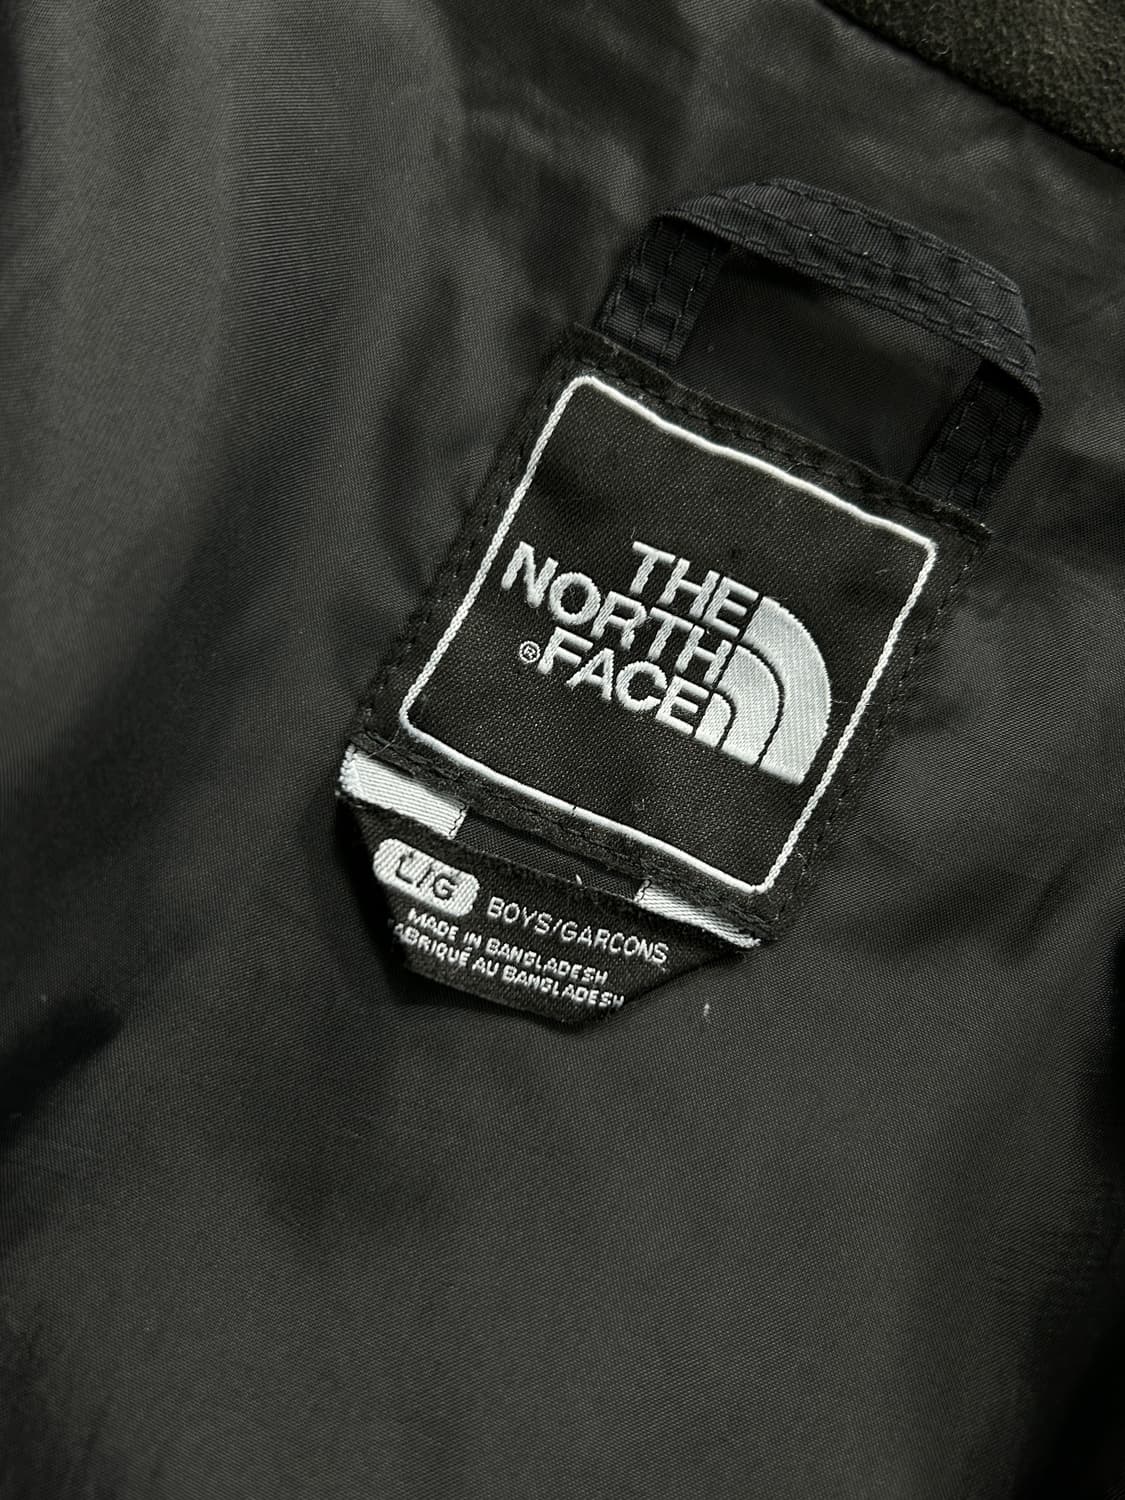 THE
NORTH
®FACE
L/G BOYS/GARCONS
MADE IN BANGLADESH
FABRIQUÉ AU BANGLADESH